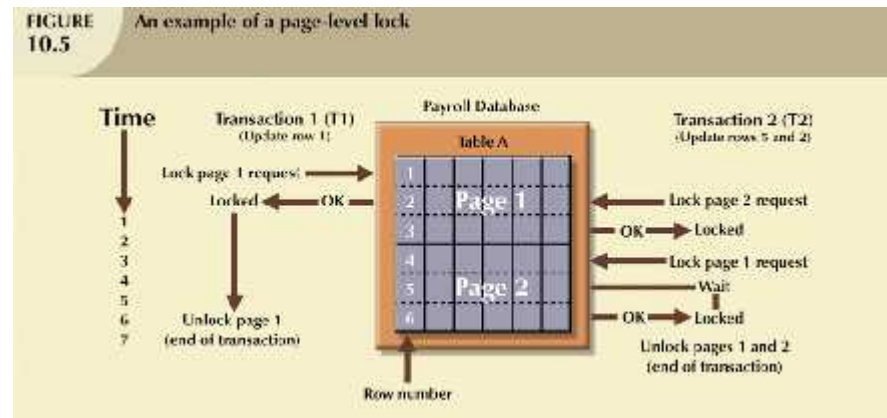 FIGURE
10.5
An example of a page-level lock
Time
1
2
3
4
5
6
7
Transaction 1 (T1)
(Update row 1)
Lock page 1 request
Locked
OK
Unlock page 1
(end of transaction)
Payroll Database
Table A
1
2
3
4
5
6
Page 1
Page 2
Row number
Transaction 2 (T2)
(Update rows 5 and 2)
Lock page 2 request
OK
Locked
Lock page 1 request
Wait
OK
Locked
Unlock pages 1 and 2
(end of transaction)